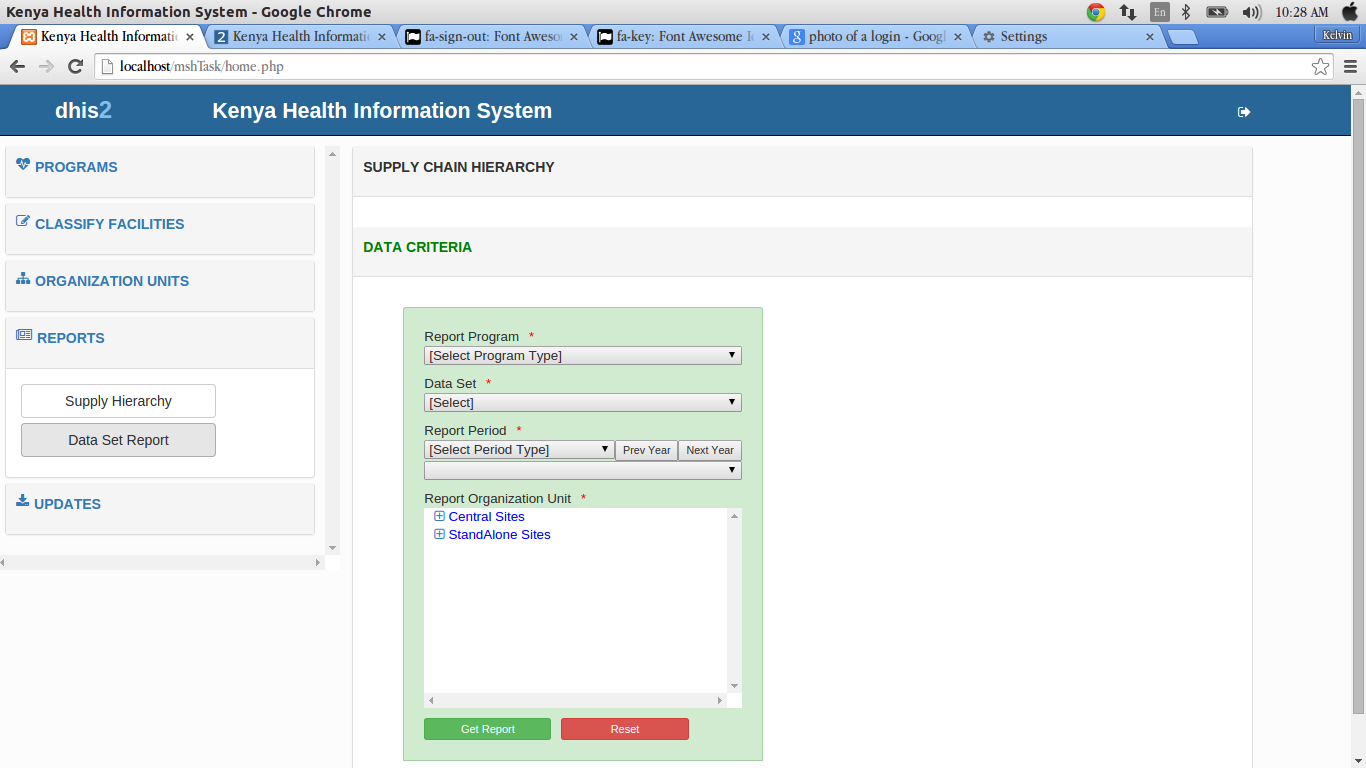 Kenya Health Information System - Google Chrome
En
10:28 AM
Kenya Health Informati
2 Kenya Health Informatio
fa-sign-out: Font Aweso
fa-key: Font Awesome I
8 photo of a login - Googl
Settings
Kelvin
localhost/mshTask/home.php
dhis2
Kenya Health Information System
PROGRAMS
CLASSIFY FACILITIES
ORGANIZATION UNITS
REPORTS
Supply Hierarchy
Data Set Report
UPDATES
SUPPLY CHAIN HIERARCHY
DATA CRITERIA
Report Program *
[Select Program Type]
Data Set *
[Select]
Report Period *
[Select Period Type] Prev Year Next Year
Report Organization Unit *
Central Sites
StandAlone Sites
Get Report Reset